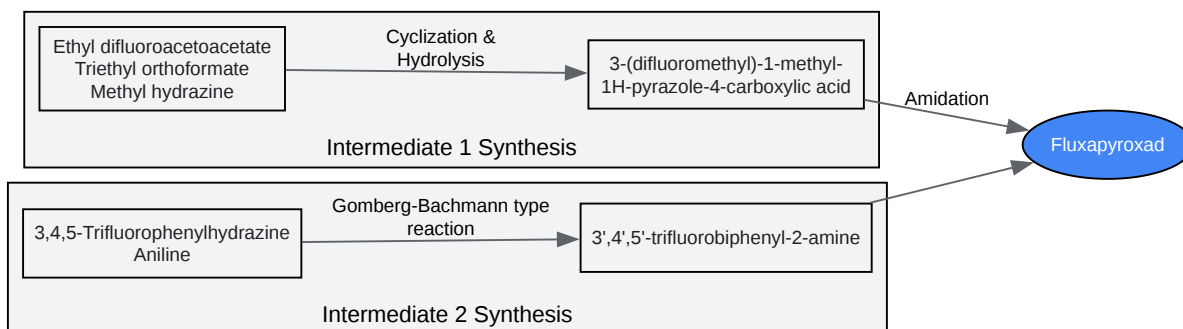 Ethyl difluoroacetoacetate
Triethyl orthoformate
Methyl hydrazine
Cyclization &
Hydrolysis
3-(difluoromethyl)-1-methyl-
1H-pyrazole-4-carboxylic acid
Intermediate 1 Synthesis
Amidation
Fluxapyroxad
3,4,5-Trifluorophenylhydrazine
Aniline
Gomberg-Bachmann type
reaction
3',4',5'-trifluorobiphenyl-2-amine
Intermediate 2 Synthesis